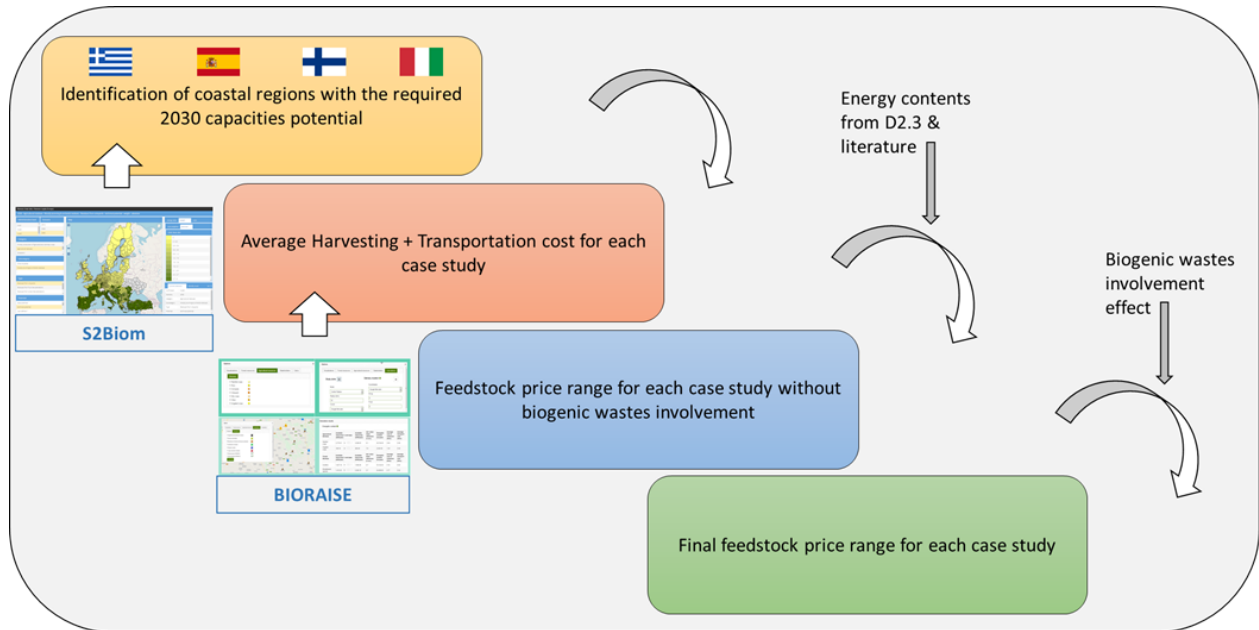 Identification of coastal regions with the required
2030 capacities potential
Energy contents
from D2.3 &
literature
Average Harvesting + Transportation cost for each
case study
Biogenic wastes
involvement
effect
S2Biom
Feedstock price range for each case study without
biogenic wastes involvement
BIORAISE
Final feedstock price range for each case study